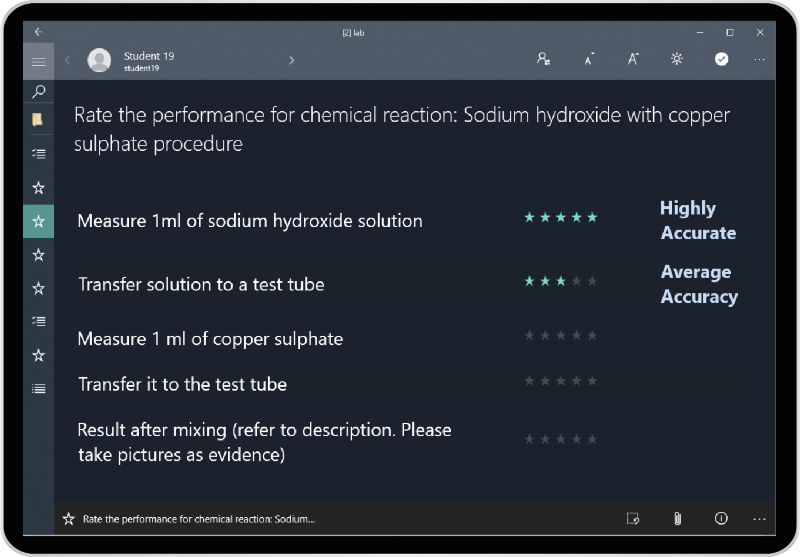 [2] lab
Student 19
student19
Rate the performance for chemical reaction: Sodium hydroxide with copper
sulphate procedure
Measure 1ml of sodium hydroxide solution
Highly
Accurate
Transfer solution to a test tube
Average
Accuracy
Measure 1 ml of copper sulphate
Transfer it to the test tube
Result after mixing (refer to description. Please
take pictures as evidence)
Rate the performance for chemical reaction: Sodium...